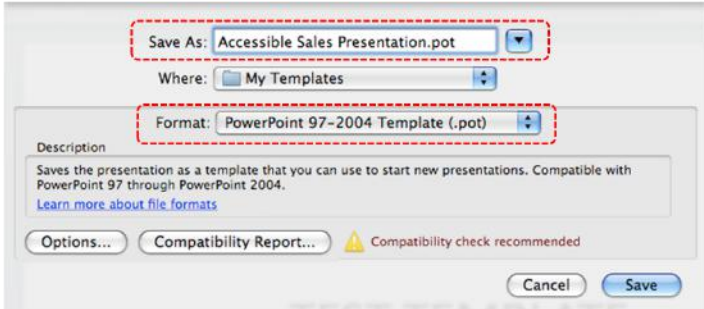 Save As: Accessible Sales Presentation.pot
Where: My Templates
Format: PowerPoint 97-2004 Template (.pot)
Description
Saves the presentation as a template that you can use to start new presentations. Compatible with
PowerPoint 97 through PowerPoint 2004.
Learn more about file formats
Options... Compatibility Report... Compatibility check recommended
Cancel Save